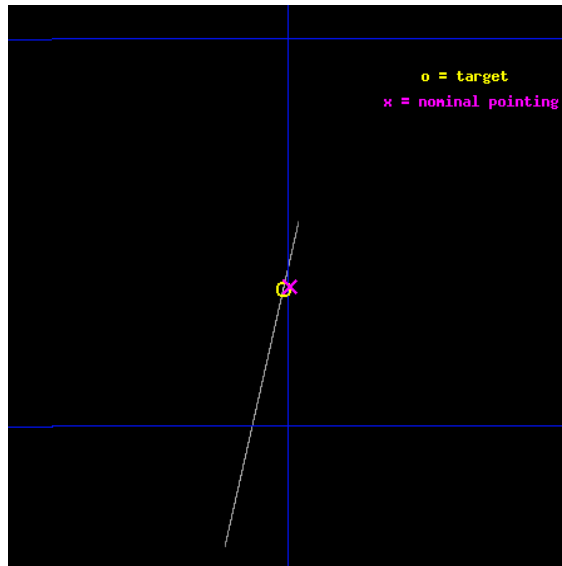 o = target
x = nominal pointing